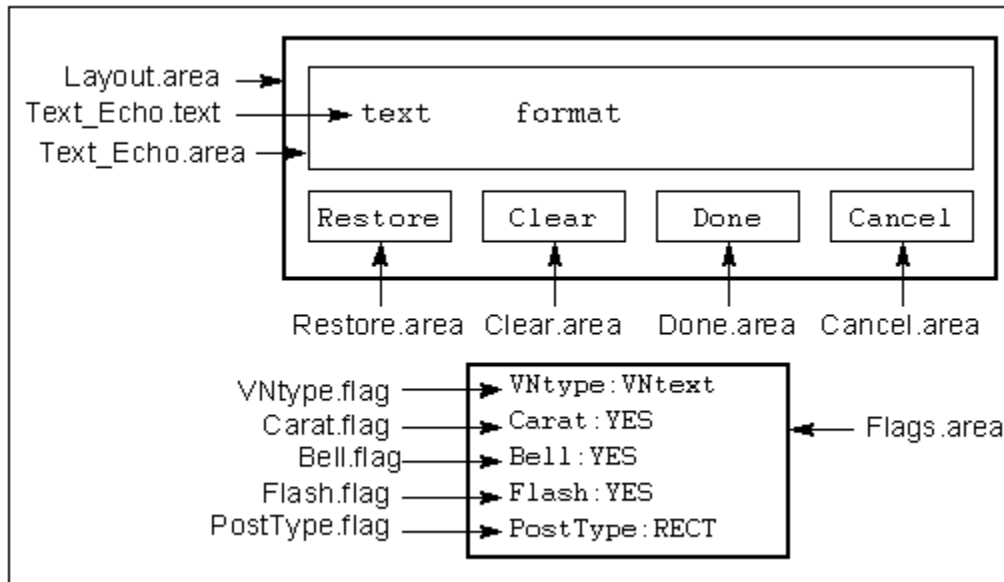 Layout.area
Text_Echo.text
text format
Text_Echo.area
Restore Clear Done Cancel
Restore.area Clear.area Done.area Cancel.area
VNtype.flag VNtype:VNtext
Carat.flag Carat:YES
Flags.area
Bell.flag Bell:YES
Flash.flag Flash:YES
PostType.flag PostType:RECT